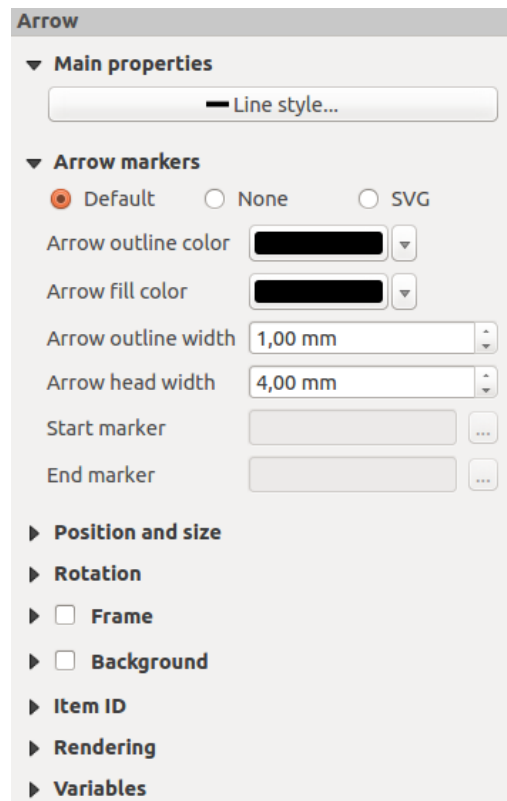 Arrow
Main properties
Line style...
Arrow markers
Default None SVG
Arrow outline color
Arrow fill color
Arrow outline width 1,00 mm
Arrow head width 4,00 mm
Start marker ...
End marker ...
Position and size
Rotation
Frame
Background
Item ID
Rendering
Variables